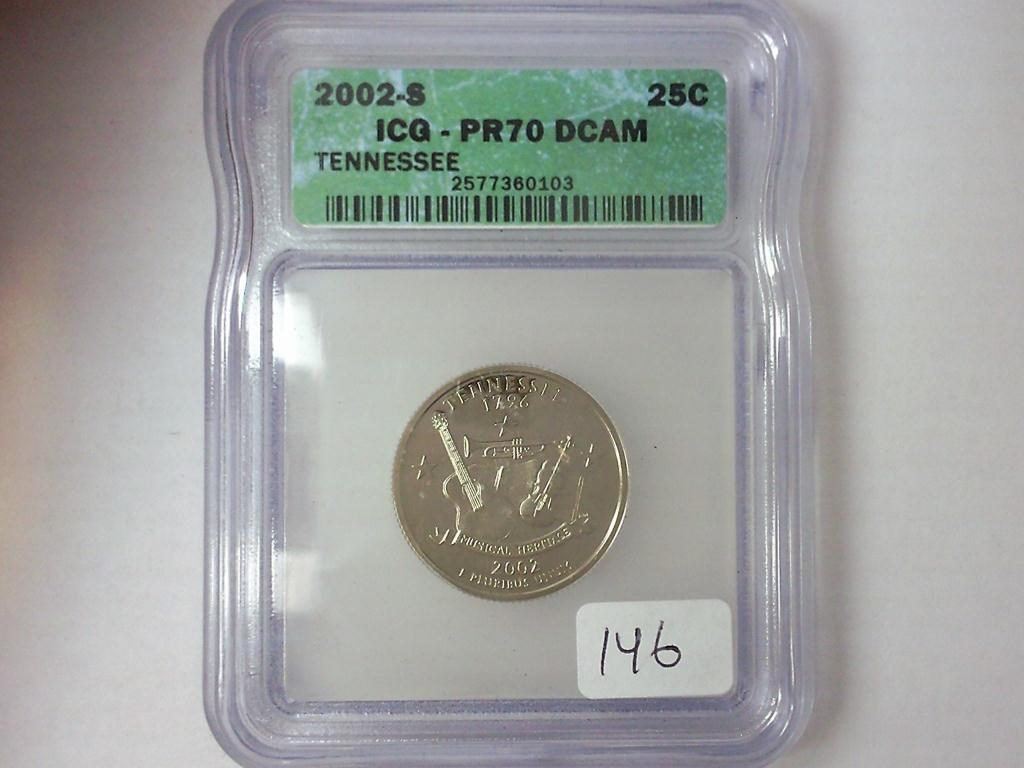 2002-S 25C
ICG - PR70 DCAM
TENNESSEE
2577360103
TENNESSEE
1796
MUSICAL HERITAGE
2002
E PLURIBUS UNUM
146